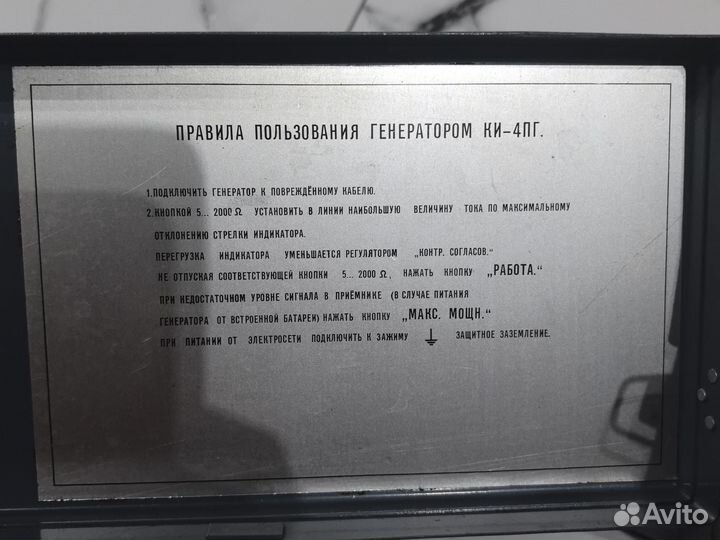 ПРАВИЛА ПОЛЬЗОВАНИЯ ГЕНЕРАТОРОМ КИ-4ПГ.
1.ПОДКЛЮЧИТЬ ГЕНЕРАТОР К ПОВРЕЖДЁННОМУ КАБЕЛЮ.
2.КНОПКОЙ 5... 2000 Ω УСТАНОВИТЬ В ЛИНИИ НАИБОЛЬШУЮ ВЕЛИЧИНУ ТОКА ПО МАКСИМАЛЬНОМУ
ОТКЛОНЕНИЮ СТРЕЛКИ ИНДИКАТОРА.
ПЕРЕГРУЗКА ИНДИКАТОРА УМЕНЬШАЕТСЯ РЕГУЛЯТОРОМ „КОНТР. СОГЛАСОВ.“
НЕ ОТПУСКАЯ СООТВЕТСТВУЮЩЕЙ КНОПКИ 5... 2000 Ω, НАЖАТЬ КНОПКУ „РАБОТА.“
ПРИ НЕДОСТАТОЧНОМ УРОВНЕ СИГНАЛА В ПРИЁМНИКЕ (В СЛУЧАЕ ПИТАНИЯ
ГЕНЕРАТОРА ОТ ВСТРОЕННОЙ БАТАРЕИ) НАЖАТЬ КНОПКУ „МАКС. МОЩН.“
ПРИ ПИТАНИИ ОТ ЭЛЕКТРОСЕТИ ПОДКЛЮЧИТЬ К ЗАЖИМУ ⏚ ЗАЩИТНОЕ ЗАЗЕМЛЕНИЕ.
Avito